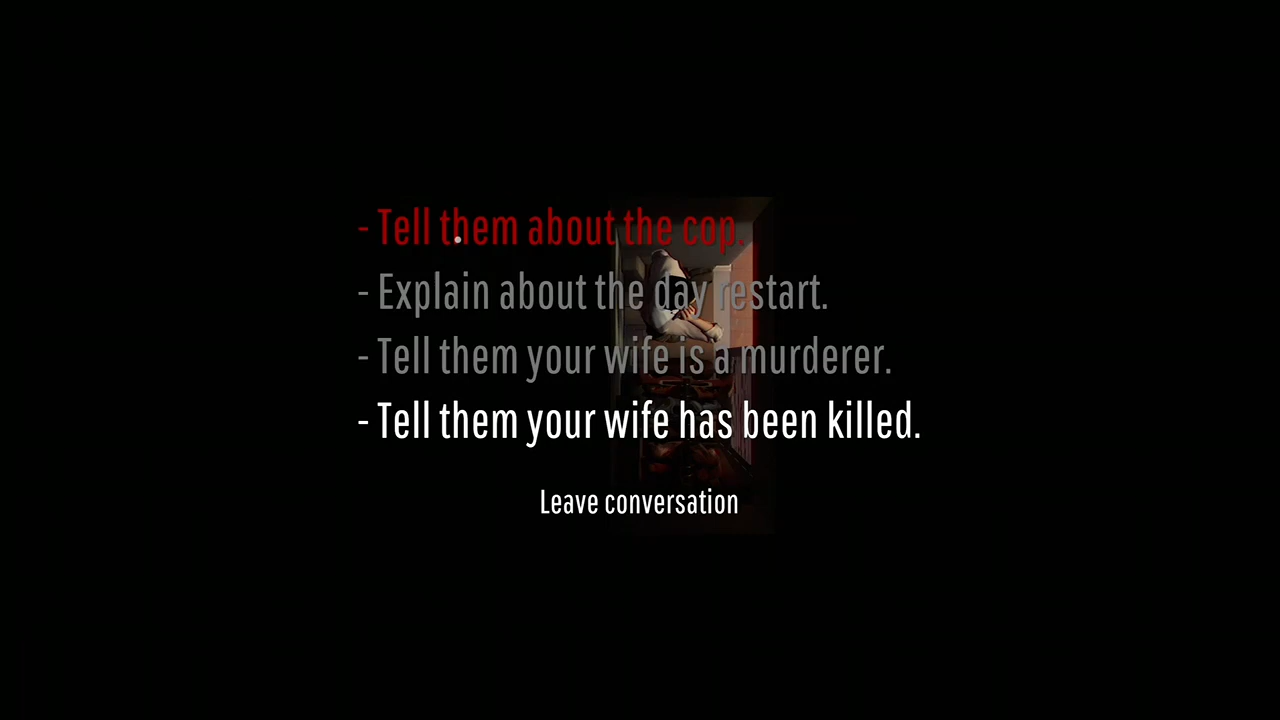 - Tell them about the cop.
- Explain about the day restart.
- Tell them your wife is a murderer.
- Tell them your wife has been killed.
Leave conversation